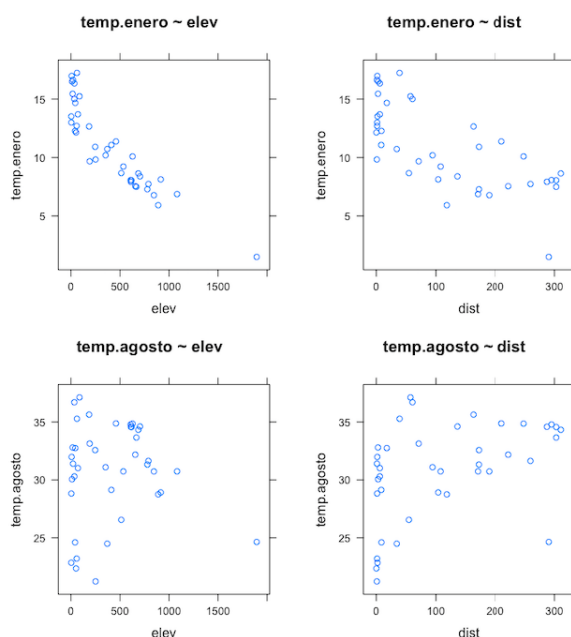 temp.enero ~ elev
temp.enero ~ dist
temp.enero
15
10
5
0
500
1000
1500
elev
temp.enero
15
10
5
0
100
200
300
dist
temp.agosto ~ elev
temp.agosto ~ dist
temp.agosto
35
30
25
0
500
1000
1500
elev
temp.agosto
35
30
25
0
100
200
300
dist